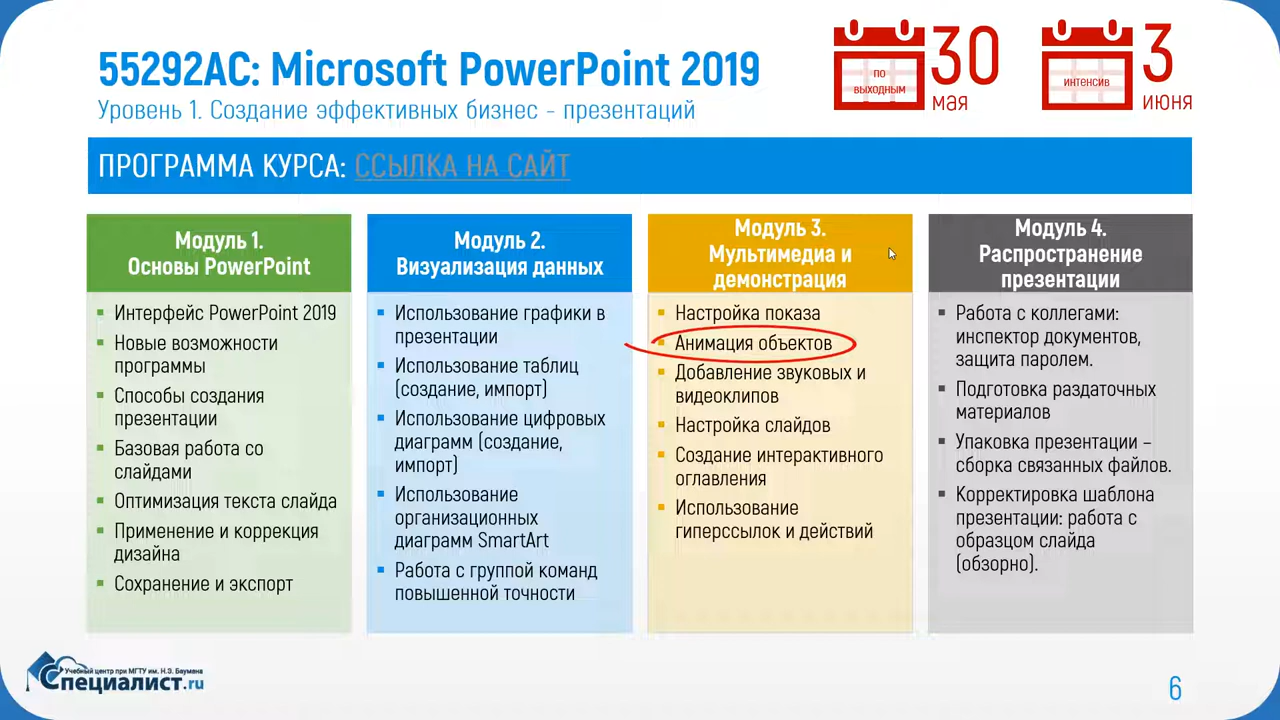 55292AC: Microsoft PowerPoint 2019
Уровень 1. Создание эффективных бизнес - презентаций
по
выходным
30
мая
интенсив
3
июня
ПРОГРАММА КУРСА: ССЫЛКА НА САЙТ
Модуль 1.
Основы PowerPoint
Интерфейс PowerPoint 2019
Новые возможности
программы
Способы создания
презентации
Базовая работа со
слайдами
Оптимизация текста слайда
Применение и коррекция
дизайна
Сохранение и экспорт
Модуль 2.
Визуализация данных
Использование графики в
презентации
Использование таблиц
(создание, импорт)
Использование цифровых
диаграмм (создание,
импорт)
Использование
организационных
диаграмм SmartArt
Работа с группой команд
повышенной точности
Модуль 3.
Мультимедиа и
демонстрация
Настройка показа
Анимация объектов
Добавление звуковых и
видеоклипов
Настройка слайдов
Создание интерактивного
оглавления
Использование
гиперссылок и действий
Модуль 4.
Распространение
презентации
Работа с коллегами:
инспектор документов,
защита паролем.
Подготовка раздаточных
материалов
Упаковка презентации –
сборка связанных файлов.
Корректировка шаблона
презентации: работа с
образцом слайда
(обзорно).
Учебный центр при МГТУ им. Н.Э. Баумана
Специалист.ru
6